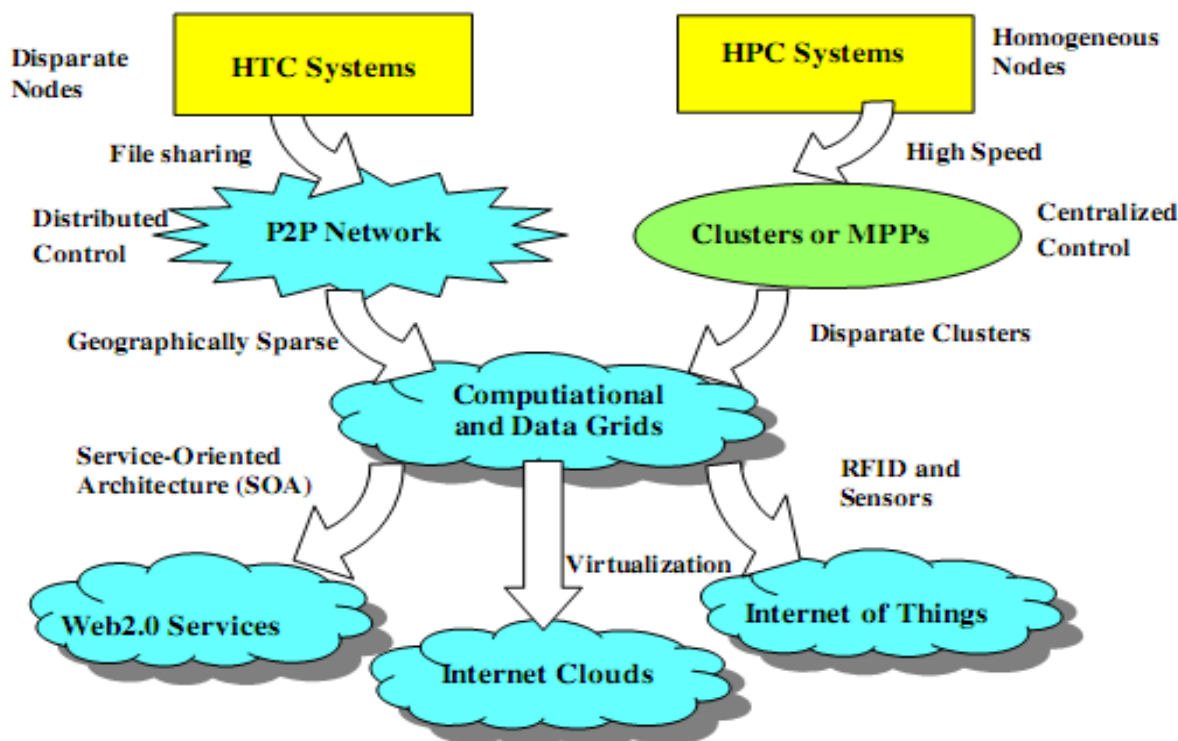 Disparate
Nodes
HTC Systems
HPC Systems
Homogeneous
Nodes
File sharing
High Speed
Distributed
Control
P2P Network
Clusters or MPPs
Centralized
Control
Geographically Sparse
Disparate Clusters
Computiational
and Data Grids
Service-Oriented
Architecture (SOA)
RFID and
Sensors
Virtualization
Web2.0 Services
Internet Clouds
Internet of Things